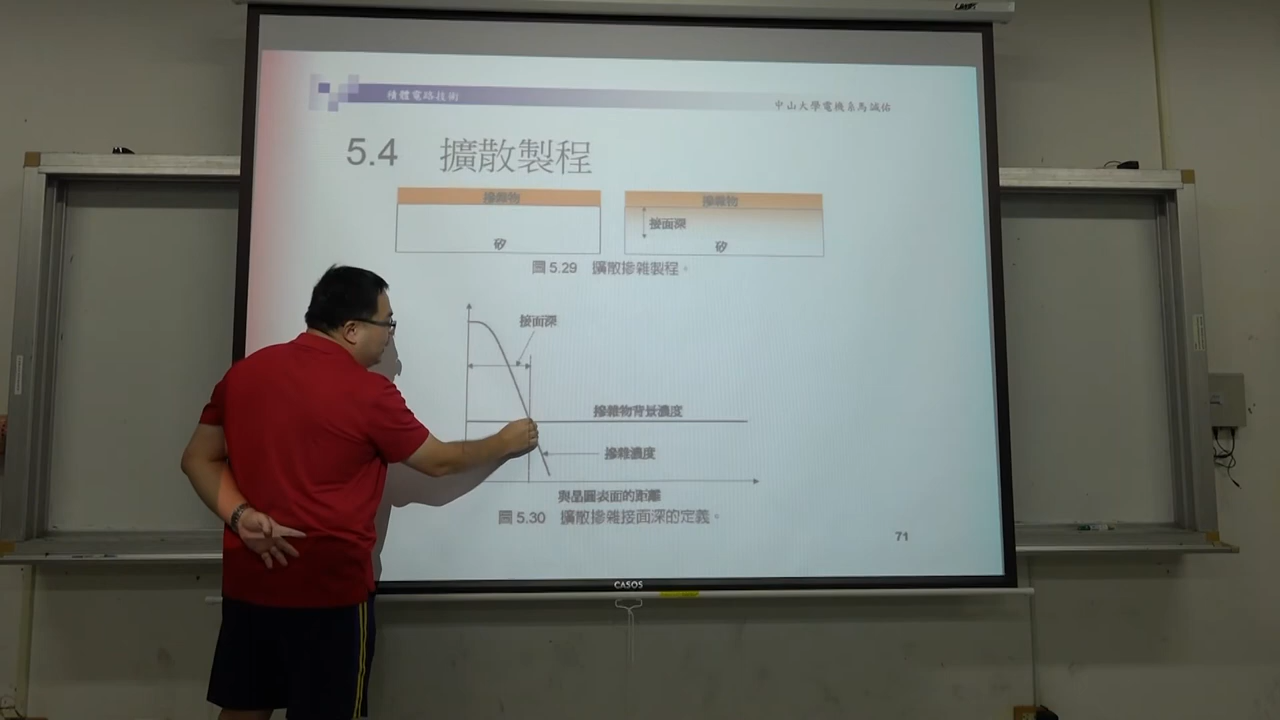 積體電路技術
中山大學電機系馬誠佑
5.4 擴散製程
摻雜物
摻雜物
接面深
矽
矽
圖 5.29 擴散摻雜製程。
接面深
摻雜物背景濃度
摻雜濃度
與晶圓表面的距離
圖 5.30 擴散摻雜接面深的定義。
71
CASOS